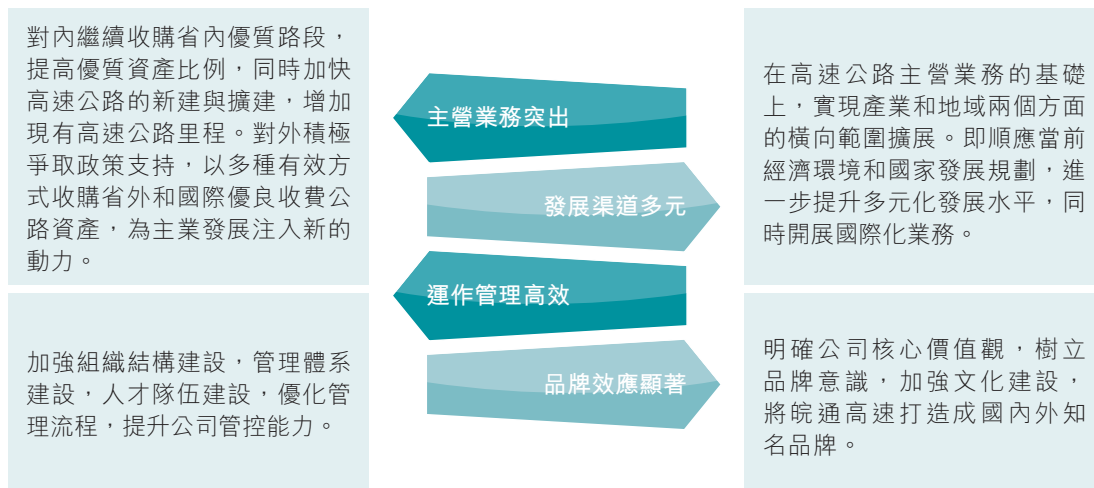 對內繼續收購省內優質路段，
提高優質資產比例，同時加快
高速公路的新建與擴建，增加
現有高速公路里程。對外積極
爭取政策支持，以多種有效方
式收購省外和國際優良收費公
路資產，為主業發展注入新的
動力。
主營業務突出
發展渠道多元
在高速公路主營業務的基礎
上，實現產業和地域兩個方面
的橫向範圍擴展。即順應當前
經濟環境和國家發展規劃，進
一步提升多元化發展水平，同
時開展國際化業務。
加強組織結構建設，管理體系
建設，人才隊伍建設，優化管
理流程，提升公司管控能力。
運作管理高效
品牌效應顯著
明確公司核心價值觀，樹立
品牌意識，加強文化建設，
將皖通高速打造成國內外知
名品牌。